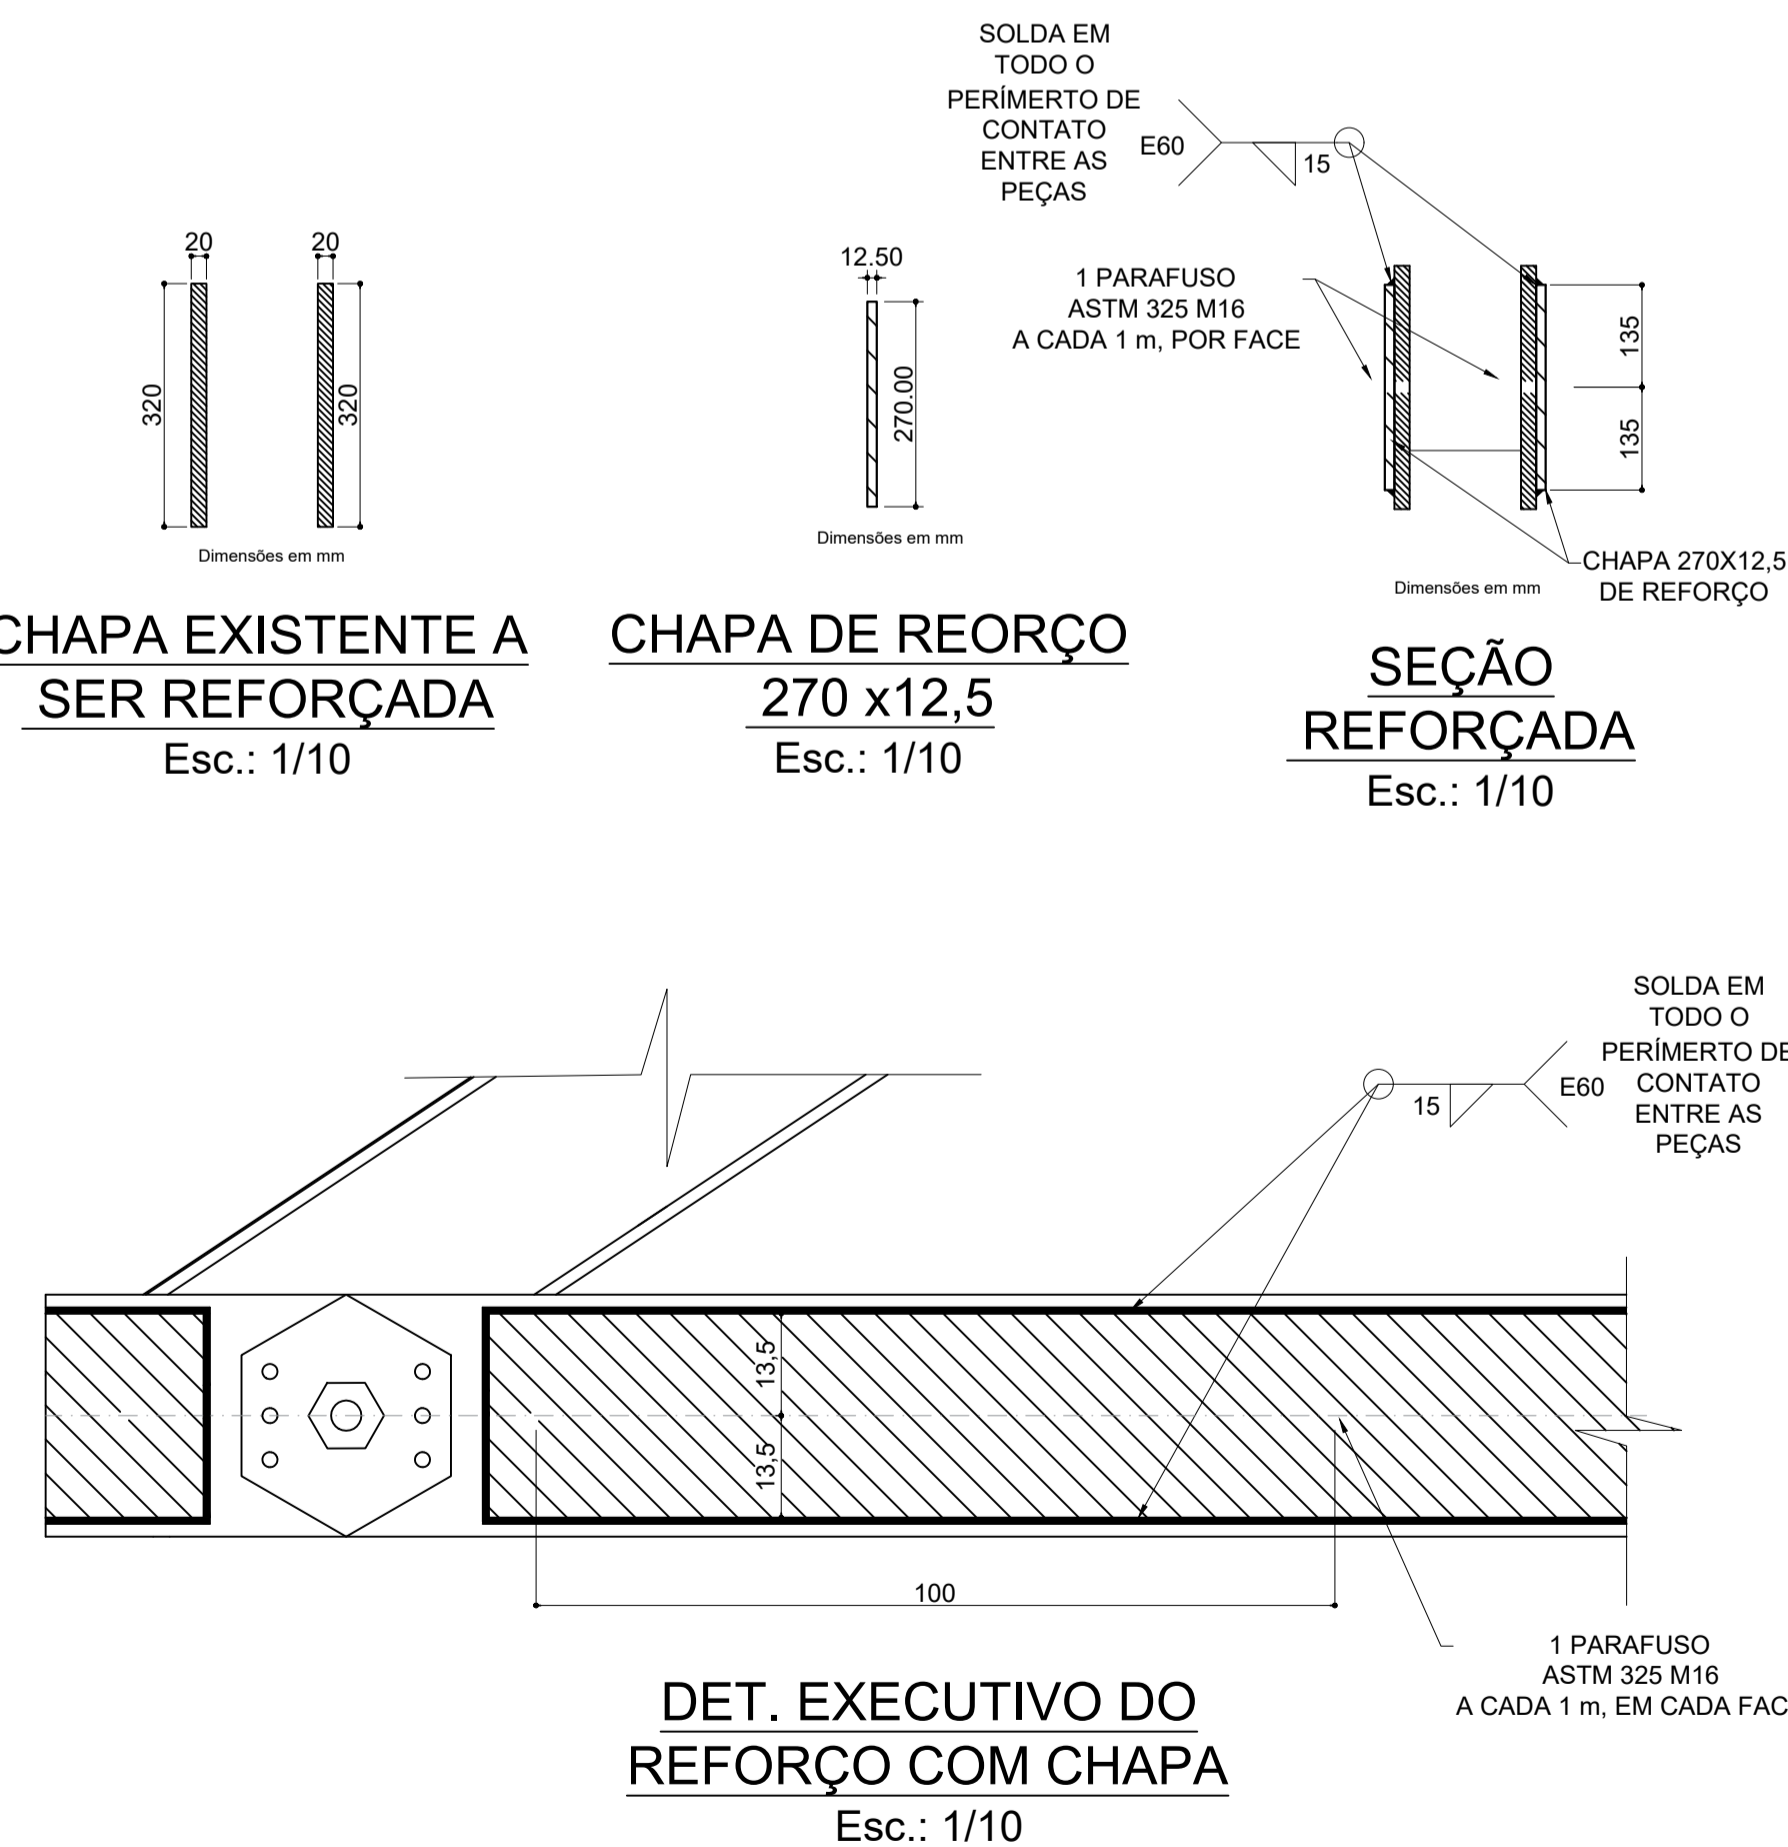 SOLDA EM
TODO O
PERÍMERTO DE
CONTATO
ENTRE AS
PEÇAS
E60
15
20
20
320
320
Dimensões em mm
CHAPA EXISTENTE A
SER REFORÇADA
Esc.: 1/10
12.50
270.00
Dimensões em mm
CHAPA DE REORÇO
270 x12,5
Esc.: 1/10
1 PARAFUSO
ASTM 325 M16
A CADA 1 m, POR FACE
135
135
CHAPA 270X12,5
DE REFORÇO
Dimensões em mm
SEÇÃO
REFORÇADA
Esc.: 1/10
SOLDA EM
TODO O
PERÍMERTO DE
CONTATO
ENTRE AS
PEÇAS
E60
15
13,5
13,5
100
1 PARAFUSO
ASTM 325 M16
A CADA 1 m, EM CADA FAC
DET. EXECUTIVO DO
REFORÇO COM CHAPA
Esc.: 1/10